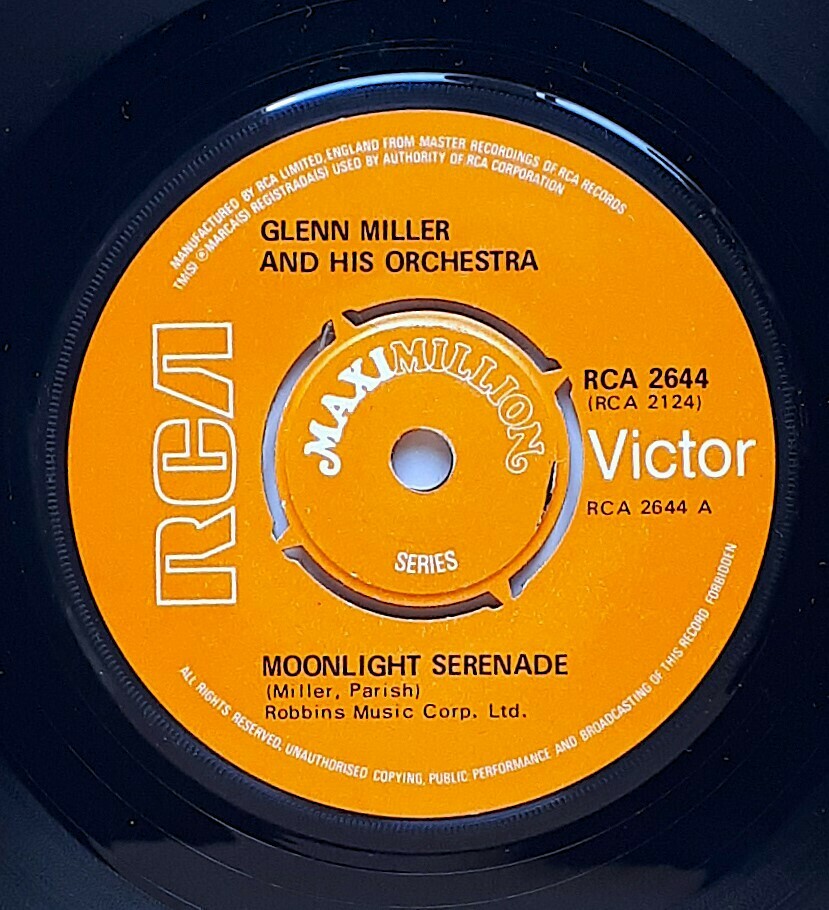 MANUFACTURED BY RCA LIMITED, ENGLAND FROM MASTER RECORDINGS OF RCA RECORDS
TM(S) ® MARCA(S) REGISTRADA(S) USED BY AUTHORITY OF RCA CORPORATION
GLENN MILLER
AND HIS ORCHESTRA
RCA
MAXIMILLION
SERIES
RCA 2644
(RCA 2124)
Victor
RCA 2644 A
MOONLIGHT SERENADE
(Miller, Parish)
Robbins Music Corp. Ltd.
ALL RIGHTS RESERVED, UNAUTHORISED COPYING, PUBLIC PERFORMANCE AND BROADCASTING OF THIS RECORD FORBIDDEN